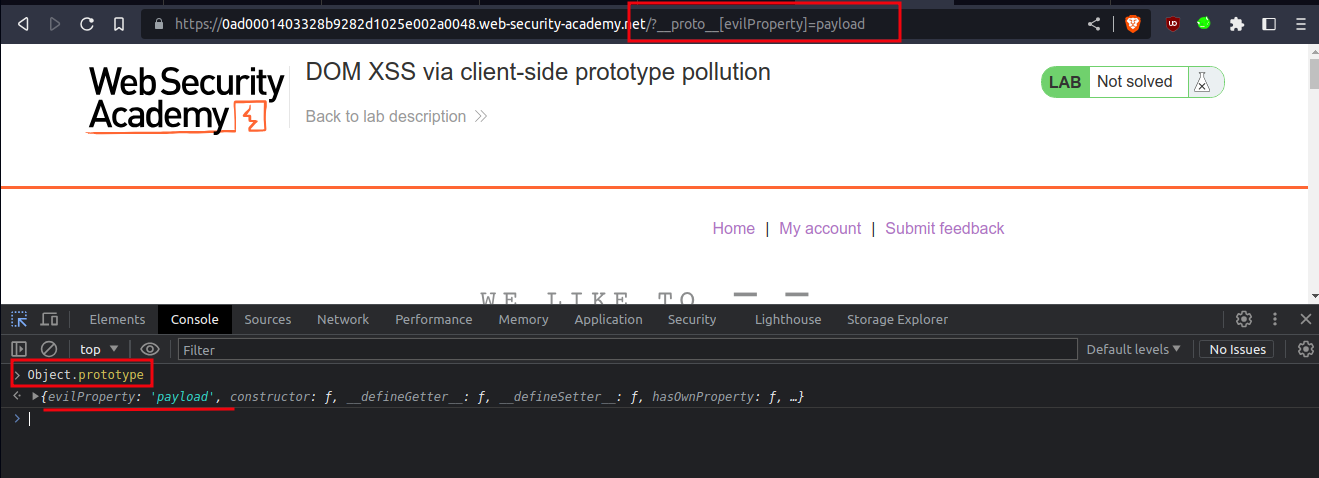 https://0ad0001403328b9282d1025e002a0048.web-security-academy.net/?__proto__[evilProperty]=payload
Web Security
Academy
DOM XSS via client-side prototype pollution
Back to lab description
LAB Not solved
Home | My account | Submit feedback
WE LIKE TO
Elements Console Sources Network Performance Memory Application Security Lighthouse Storage Explorer
top Filter Default levels No Issues
Object.prototype
{evilProperty: 'payload', constructor: ƒ, __defineGetter__: ƒ, __defineSetter__: ƒ, hasOwnProperty: ƒ, …}